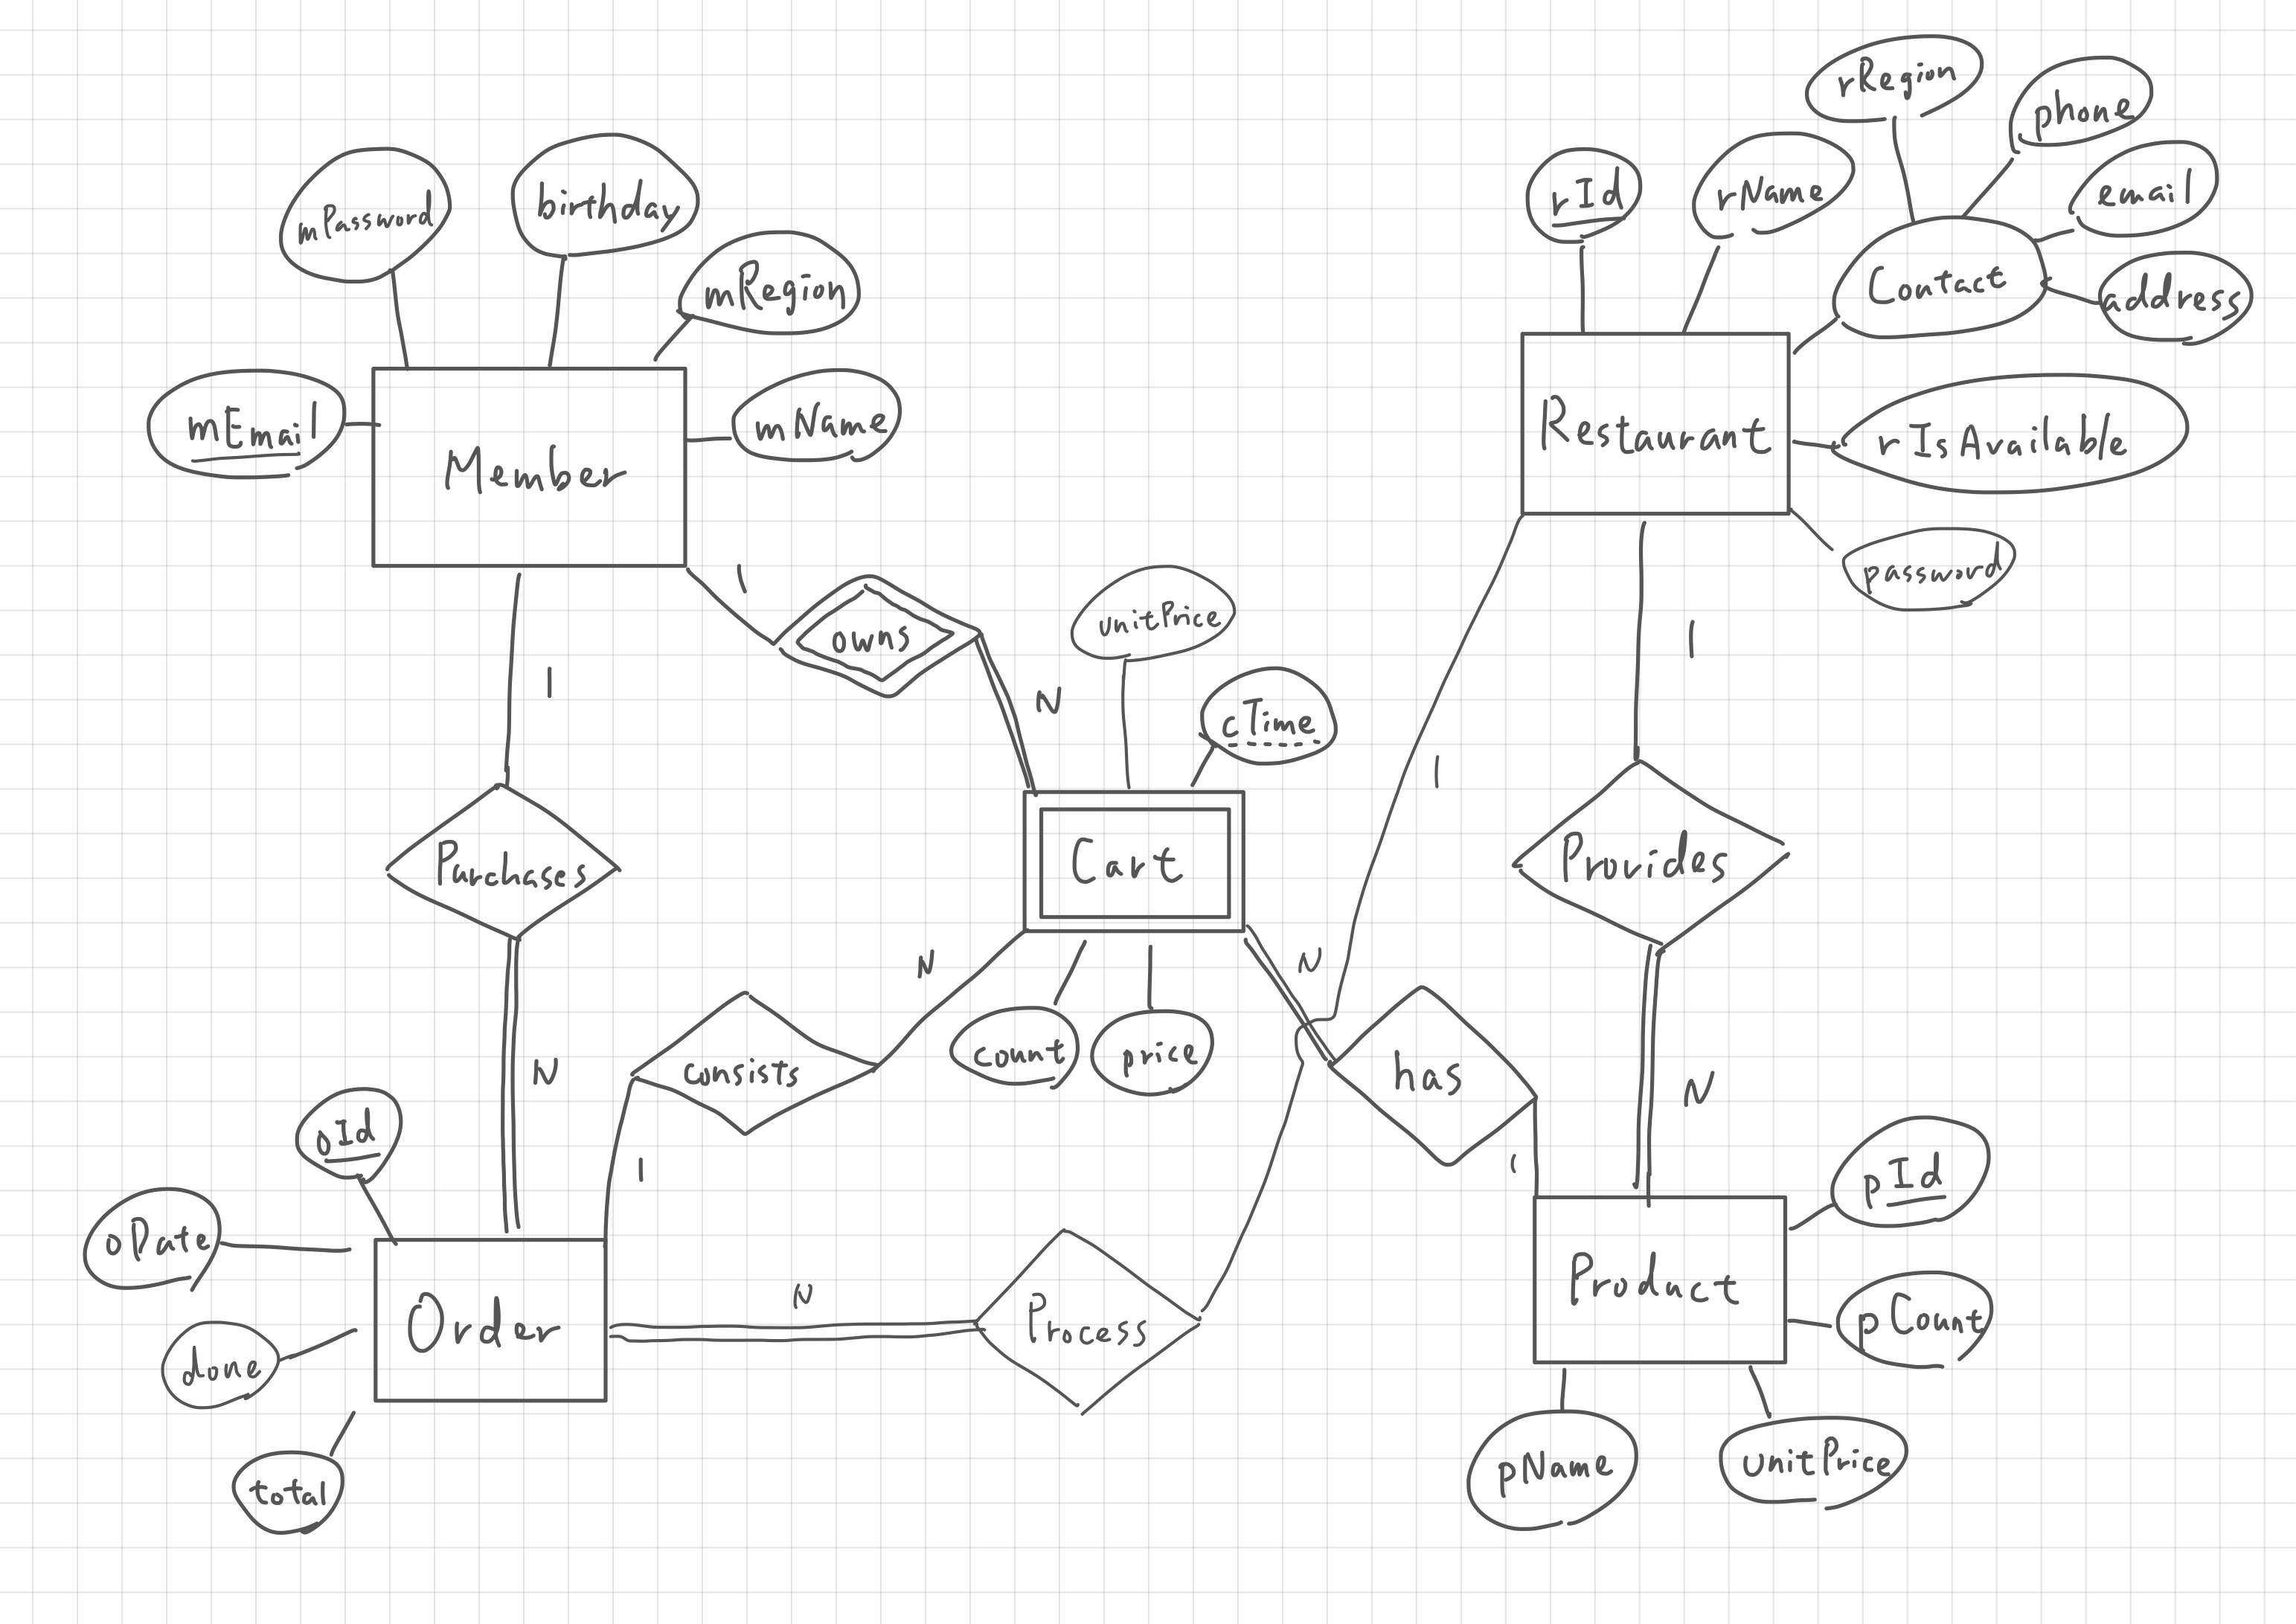 rRegion
phone
mPassword
birthday
rId
rName
email
mRegion
Contact
address
mEmail
mName
Member
Restaurant
rIsAvailable
password
1
owns
unitPrice
1
1
N
cTime
1
Purchases
Cart
Provides
N
N
N
consists
count
price
has
N
oId
1
1
pId
oDate
N
Order
Process
Product
pCount
done
total
pName
unitPrice